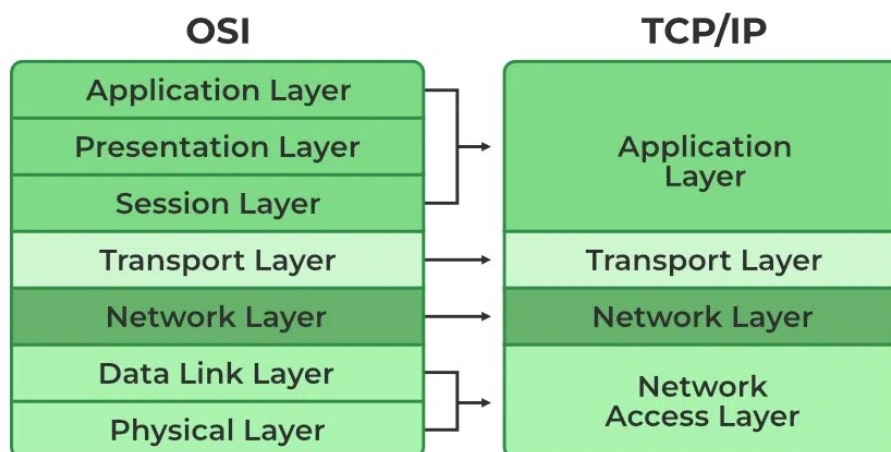 OSI
TCP/IP
Application Layer
Presentation Layer
Session Layer
Transport Layer
Network Layer
Data Link Layer
Physical Layer
Application
Layer
Transport Layer
Network Layer
Network
Access Layer